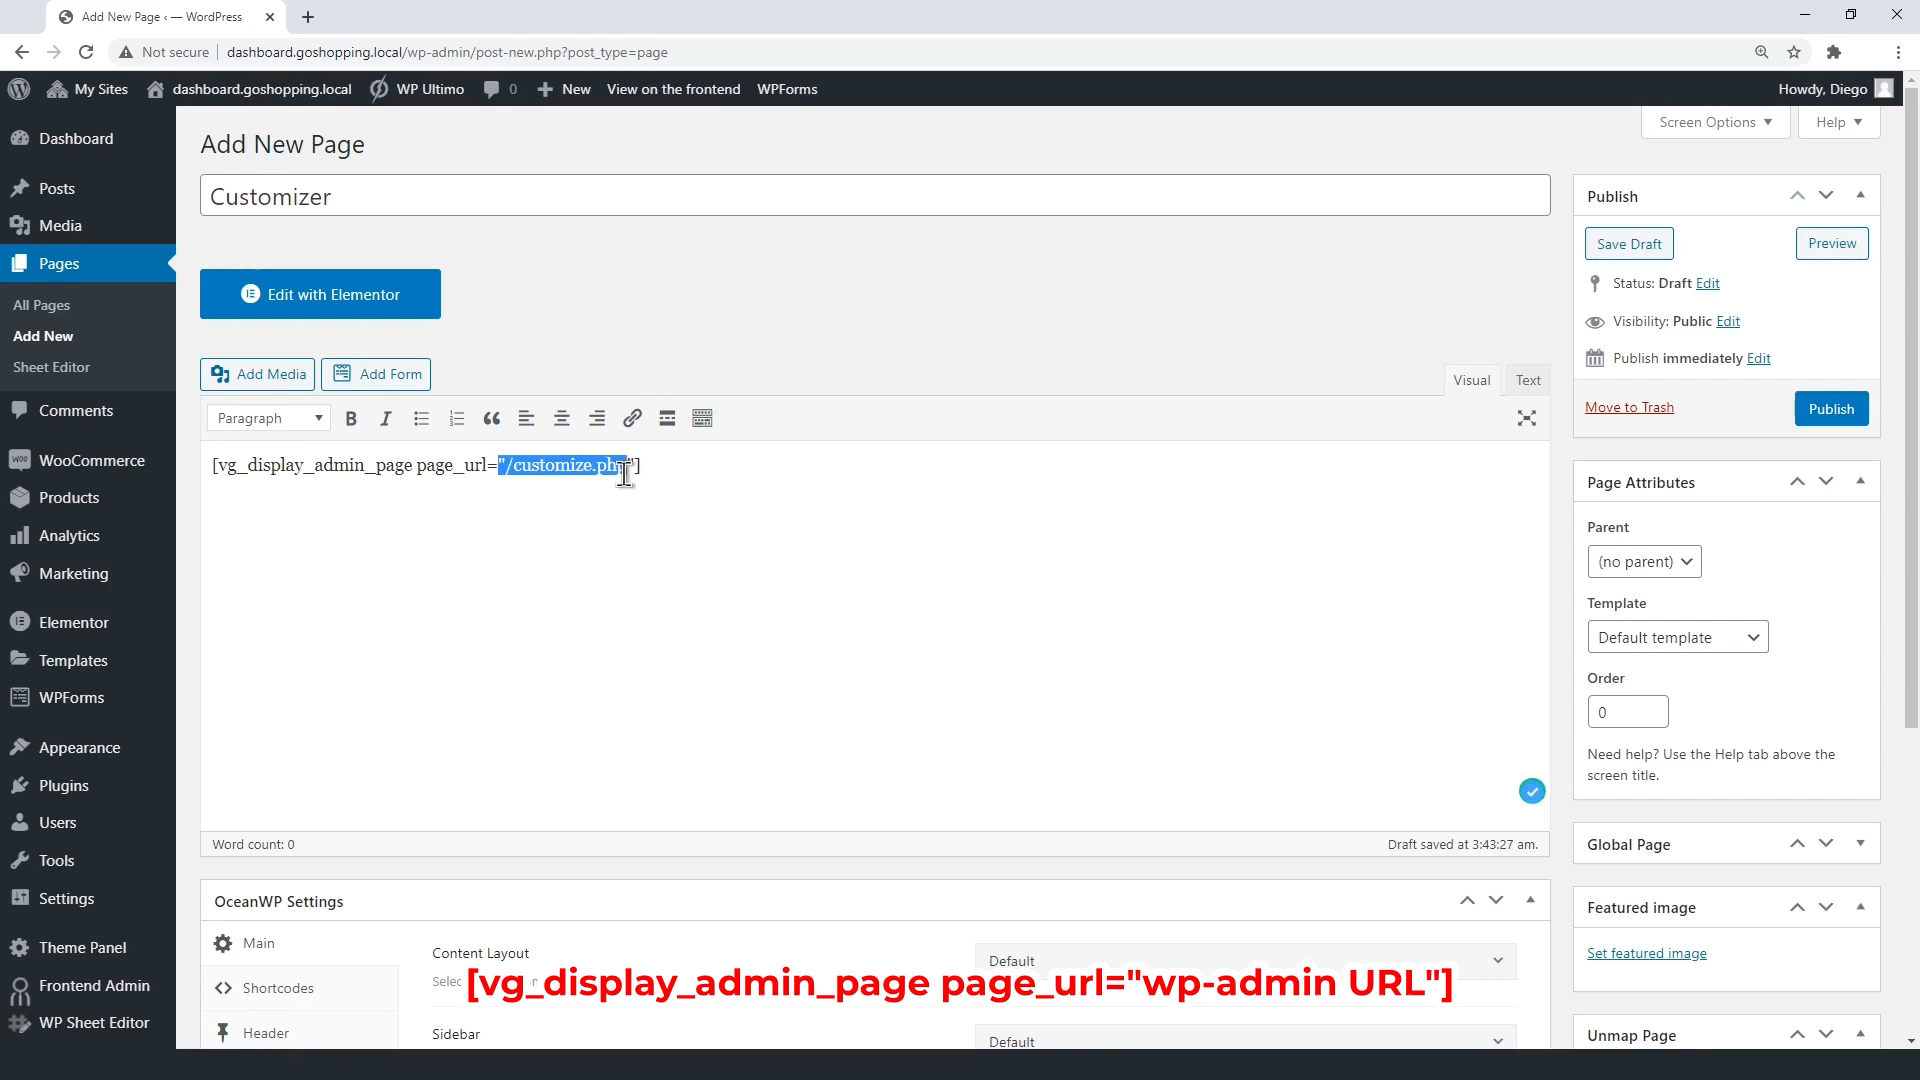 Add New Page ‹ — WordPress
Not secure
dashboard.goshopping.local/wp-admin/post-new.php?post_type=page
My Sites
dashboard.goshopping.local
WP Ultimo
0
New
View on the frontend
WPForms
Howdy, Diego
Dashboard
Posts
Media
Pages
All Pages
Add New
Sheet Editor
Comments
WooCommerce
Products
Analytics
Marketing
Elementor
Templates
WPForms
Appearance
Plugins
Users
Tools
Settings
Theme Panel
Frontend Admin
WP Sheet Editor
Screen Options
Help
Add New Page
Customizer
Edit with Elementor
Add Media
Add Form
Visual
Text
Paragraph
[vg_display_admin_page page_url="/customize.php"]
Word count: 0
Draft saved at 3:43:27 am.
OceanWP Settings
Main
Shortcodes
Header
Content Layout
Default
[vg_display_admin_page page_url="wp-admin URL"]
Sidebar
Default
Publish
Save Draft
Preview
Status: Draft Edit
Visibility: Public Edit
Publish immediately Edit
Move to Trash
Publish
Page Attributes
Parent
(no parent)
Template
Default template
Order
0
Need help? Use the Help tab above the
screen title.
Global Page
Featured image
Set featured image
Unmap Page